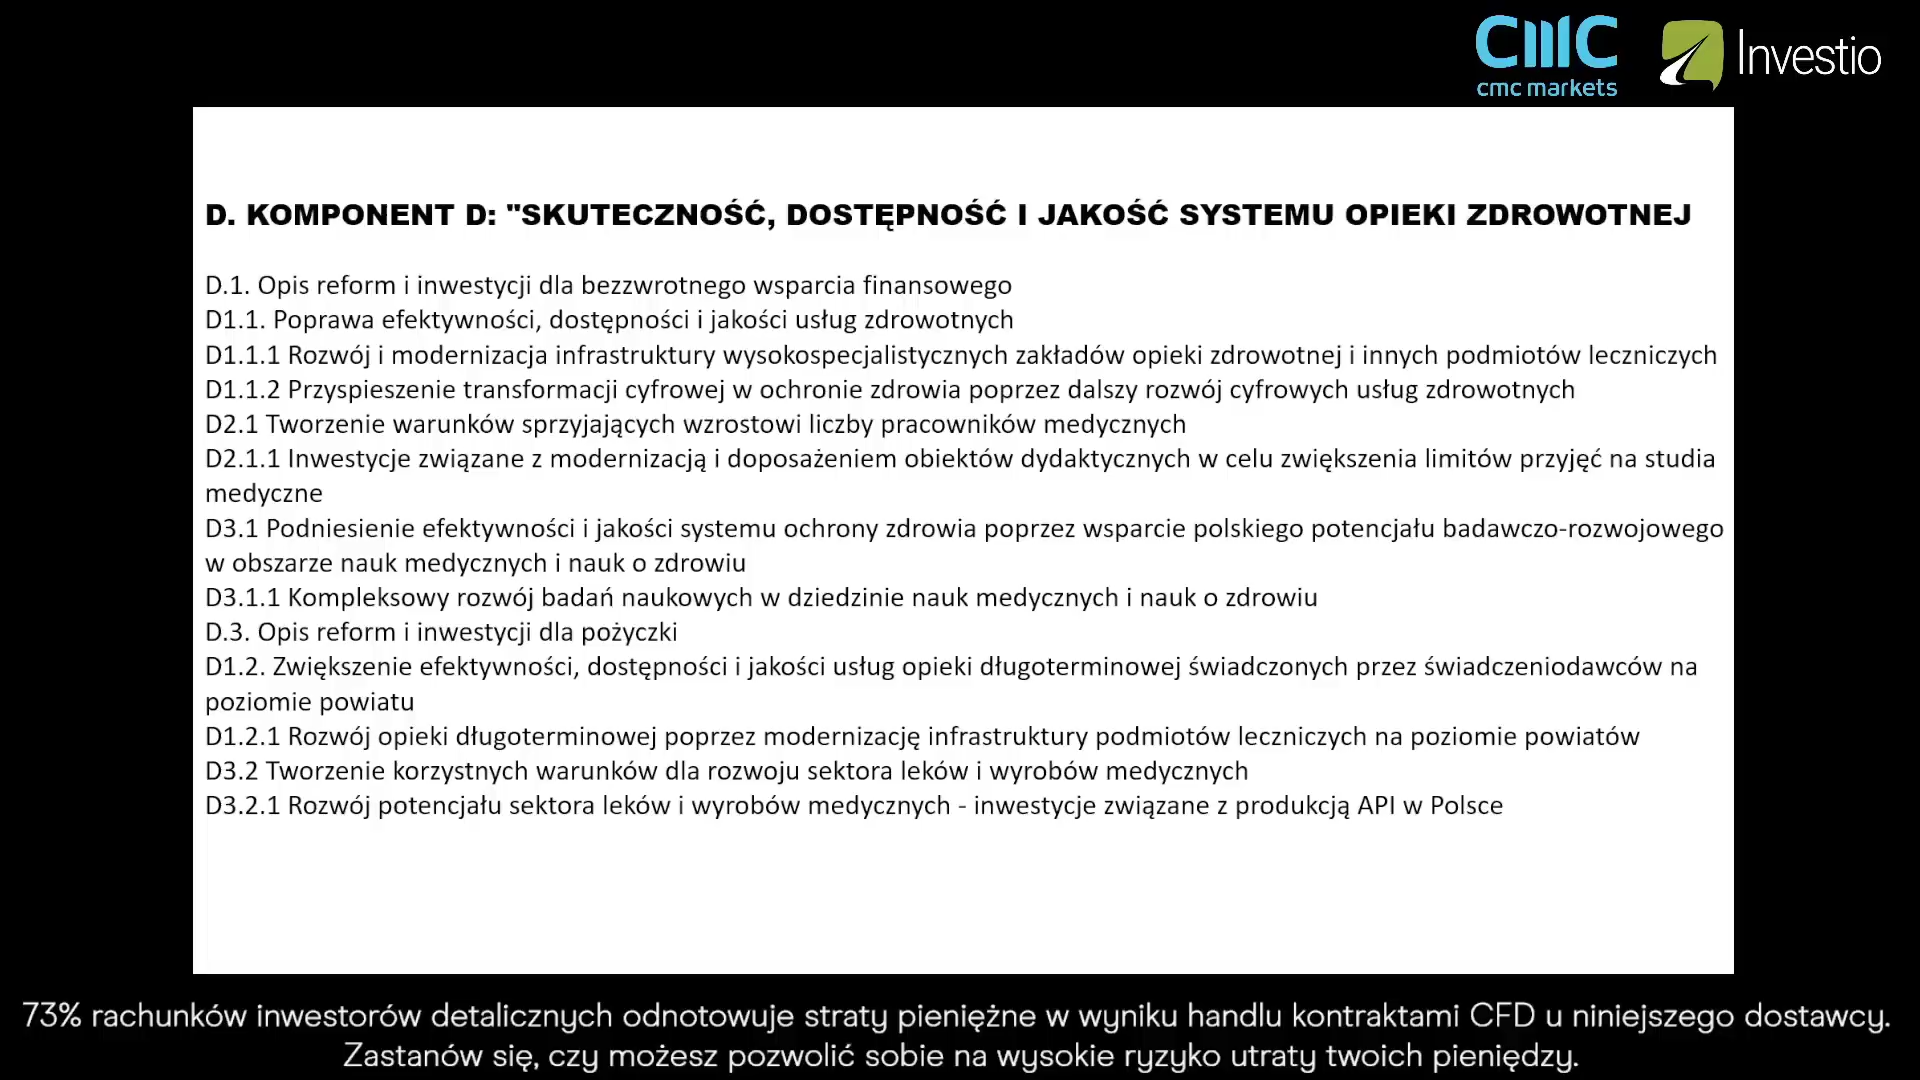 CMC
cmc markets
Investio
D. KOMPONENT D: "SKUTECZNOŚĆ, DOSTĘPNOŚĆ I JAKOŚĆ SYSTEMU OPIEKI ZDROWOTNEJ
D.1. Opis reform i inwestycji dla bezzwrotnego wsparcia finansowego
D1.1. Poprawa efektywności, dostępności i jakości usług zdrowotnych
D1.1.1 Rozwój i modernizacja infrastruktury wysokospecjalistycznych zakładów opieki zdrowotnej i innych podmiotów leczniczych
D1.1.2 Przyspieszenie transformacji cyfrowej w ochronie zdrowia poprzez dalszy rozwój cyfrowych usług zdrowotnych
D2.1 Tworzenie warunków sprzyjających wzrostowi liczby pracowników medycznych
D2.1.1 Inwestycje związane z modernizacją i doposażeniem obiektów dydaktycznych w celu zwiększenia limitów przyjęć na studia
medyczne
D3.1 Podniesienie efektywności i jakości systemu ochrony zdrowia poprzez wsparcie polskiego potencjału badawczo-rozwojowego
w obszarze nauk medycznych i nauk o zdrowiu
D3.1.1 Kompleksowy rozwój badań naukowych w dziedzinie nauk medycznych i nauk o zdrowiu
D.3. Opis reform i inwestycji dla pożyczki
D1.2. Zwiększenie efektywności, dostępności i jakości usług opieki długoterminowej świadczonych przez świadczeniodawców na
poziomie powiatu
D1.2.1 Rozwój opieki długoterminowej poprzez modernizację infrastruktury podmiotów leczniczych na poziomie powiatów
D3.2 Tworzenie korzystnych warunków dla rozwoju sektora leków i wyrobów medycznych
D3.2.1 Rozwój potencjału sektora leków i wyrobów medycznych - inwestycje związane z produkcją API w Polsce
73% rachunków inwestorów detalicznych odnotowuje straty pieniężne w wyniku handlu kontraktami CFD u niniejszego dostawcy.
Zastanów się, czy możesz pozwolić sobie na wysokie ryzyko utraty twoich pieniędzy.